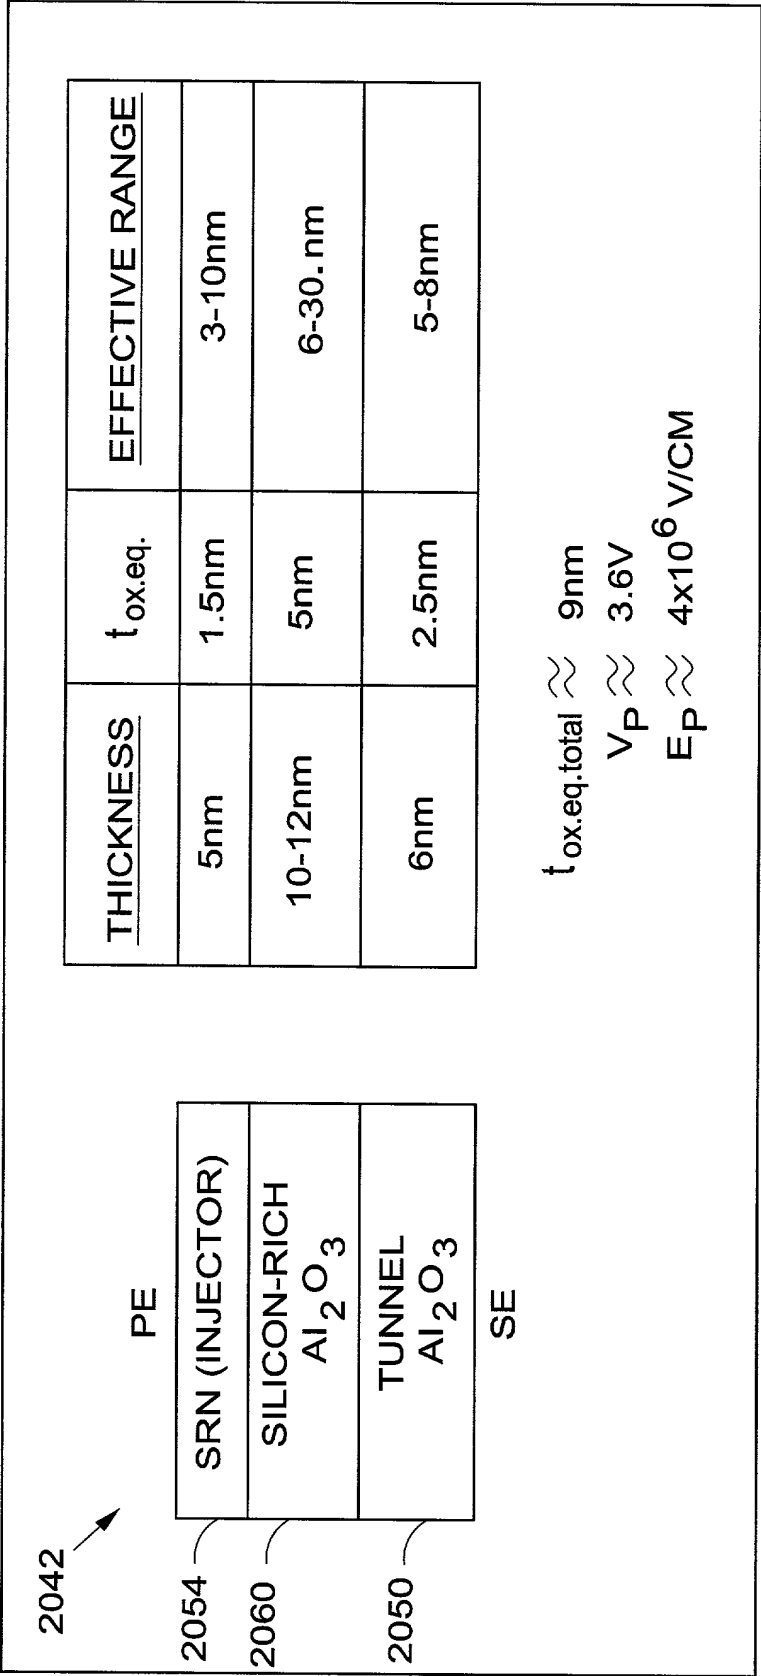 2042
PE
THICKNESS t ox.eq. EFFECTIVE RANGE
2054 SRN (INJECTOR) 5nm 1.5nm 3-10nm
2060 SILICON-RICH Al2O3 10-12nm 5nm 6-30.nm
2050 TUNNEL Al2O3 6nm 2.5nm 5-8nm
SE
t ox.eq.total ≈ 9nm
VP ≈ 3.6V
EP ≈ 4x10^6 V/CM